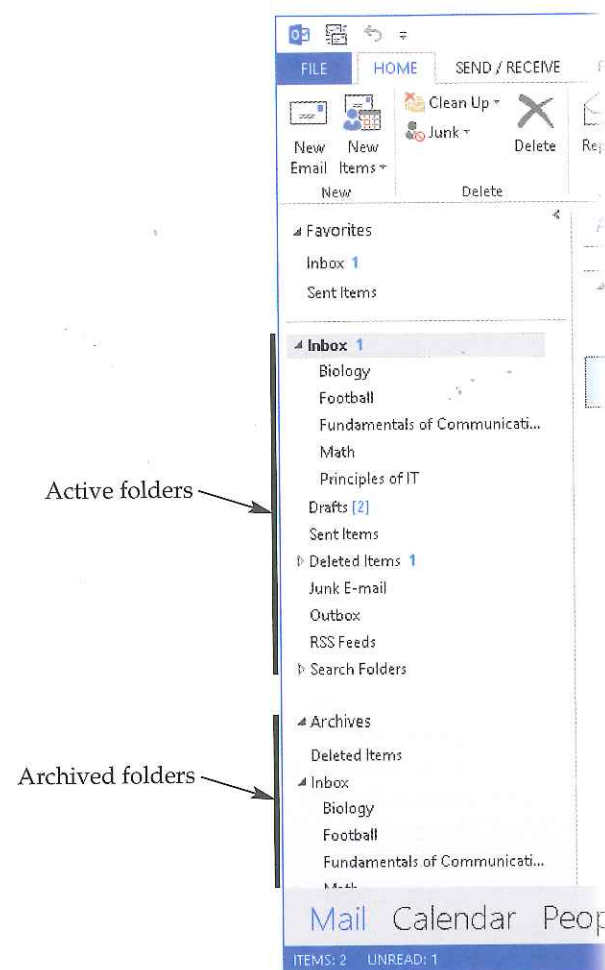 FILE HOME SEND / RECEIVE
Clean Up
Junk
New Email
New Items
Delete
New
Delete
Favorites
Inbox 1
Sent Items
Inbox 1
Biology
Football
Fundamentals of Communicati...
Math
Principles of IT
Active folders
Drafts [2]
Sent Items
Deleted Items 1
Junk E-mail
Outbox
RSS Feeds
Search Folders
Archives
Deleted Items
Archived folders
Inbox
Biology
Football
Fundamentals of Communicati...
Mail Calendar
ITEMS: 2 UNREAD: 1